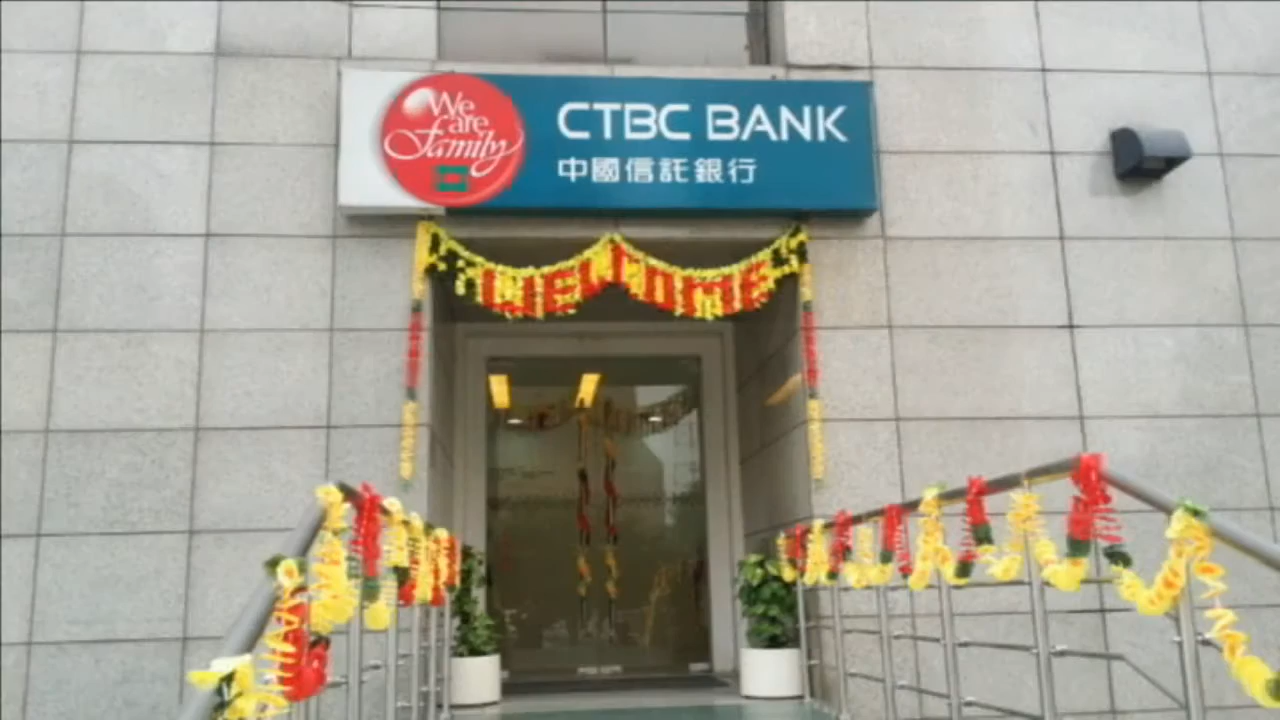 We
are
Family
CTBC BANK
中國信託銀行
WELCOME